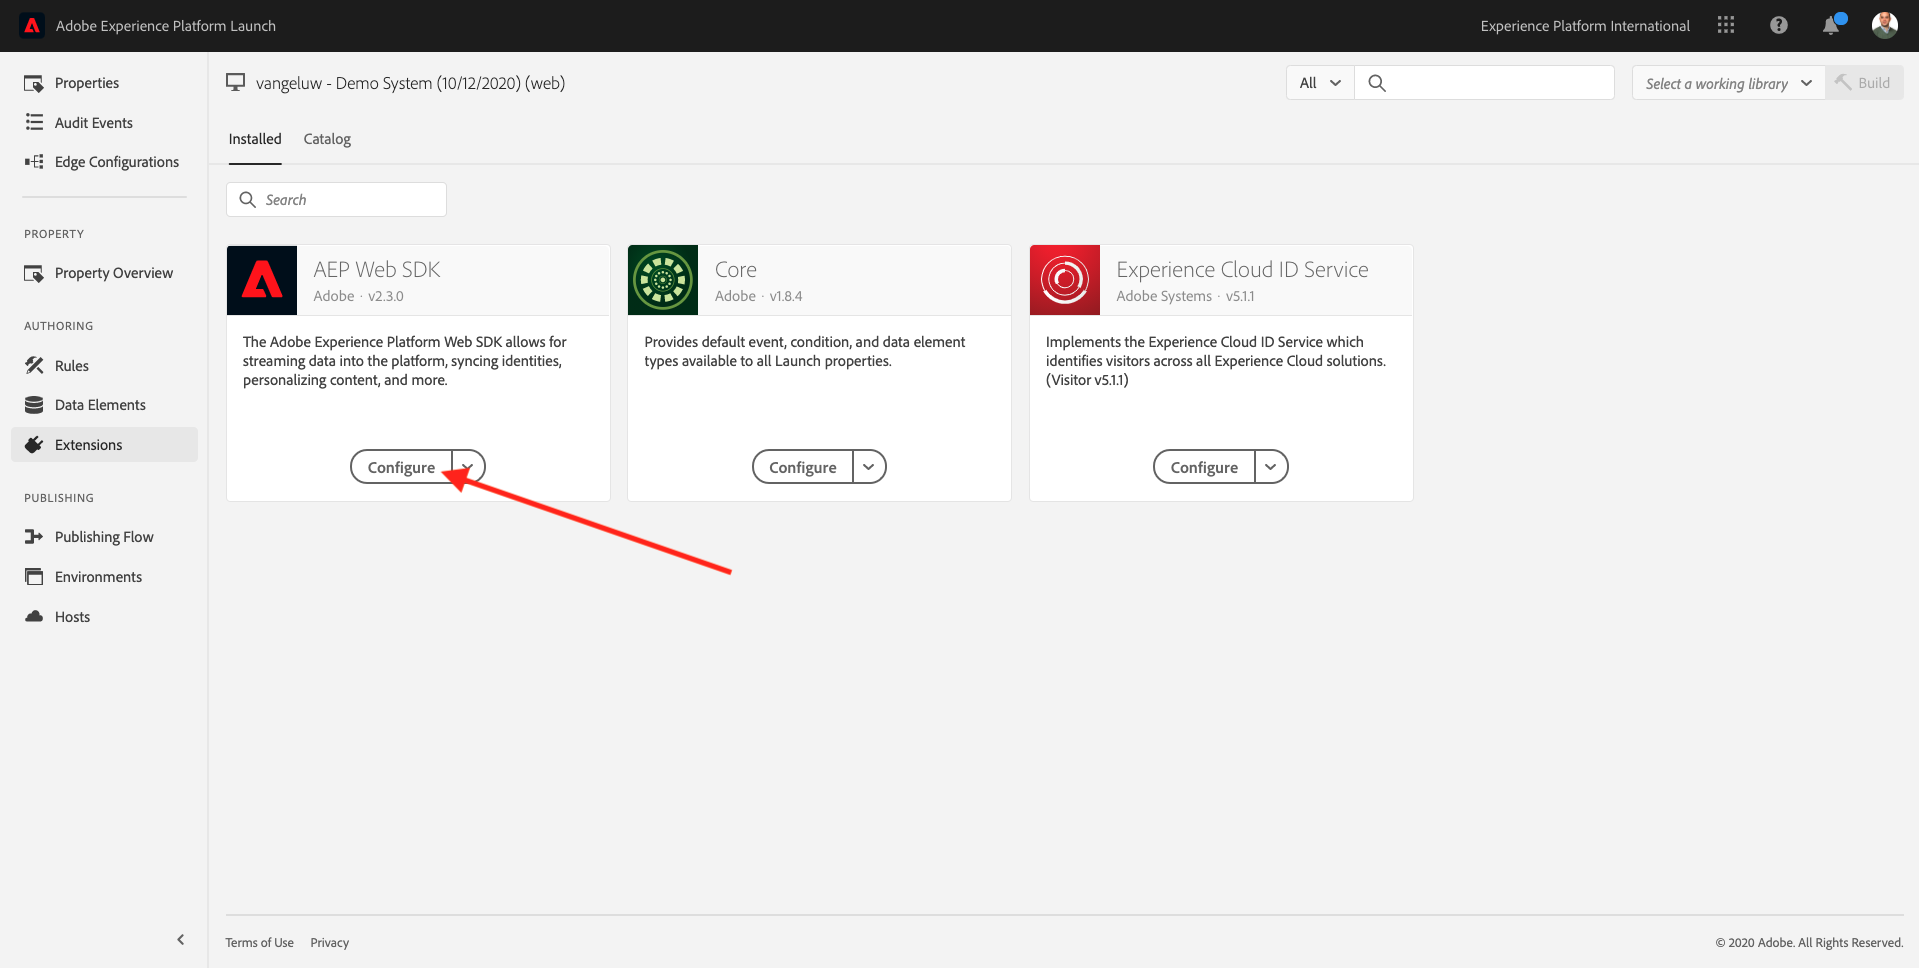 Adobe Experience Platform Launch
Experience Platform International
Properties
Audit Events
Edge Configurations
PROPERTY
Property Overview
AUTHORING
Rules
Data Elements
Extensions
PUBLISHING
Publishing Flow
Environments
Hosts
vangeluw - Demo System (10/12/2020) (web)
All
Select a working library
Build
Installed
Catalog
Search
AEP Web SDK
Adobe · v2.3.0
The Adobe Experience Platform Web SDK allows for
streaming data into the platform, syncing identities,
personalizing content, and more.
Configure
Core
Adobe · v1.8.4
Provides default event, condition, and data element
types available to all Launch properties.
Configure
Experience Cloud ID Service
Adobe Systems · v5.1.1
Implements the Experience Cloud ID Service which
identifies visitors across all Experience Cloud solutions.
(Visitor v5.1.1)
Configure
Terms of Use
Privacy
© 2020 Adobe. All Rights Reserved.